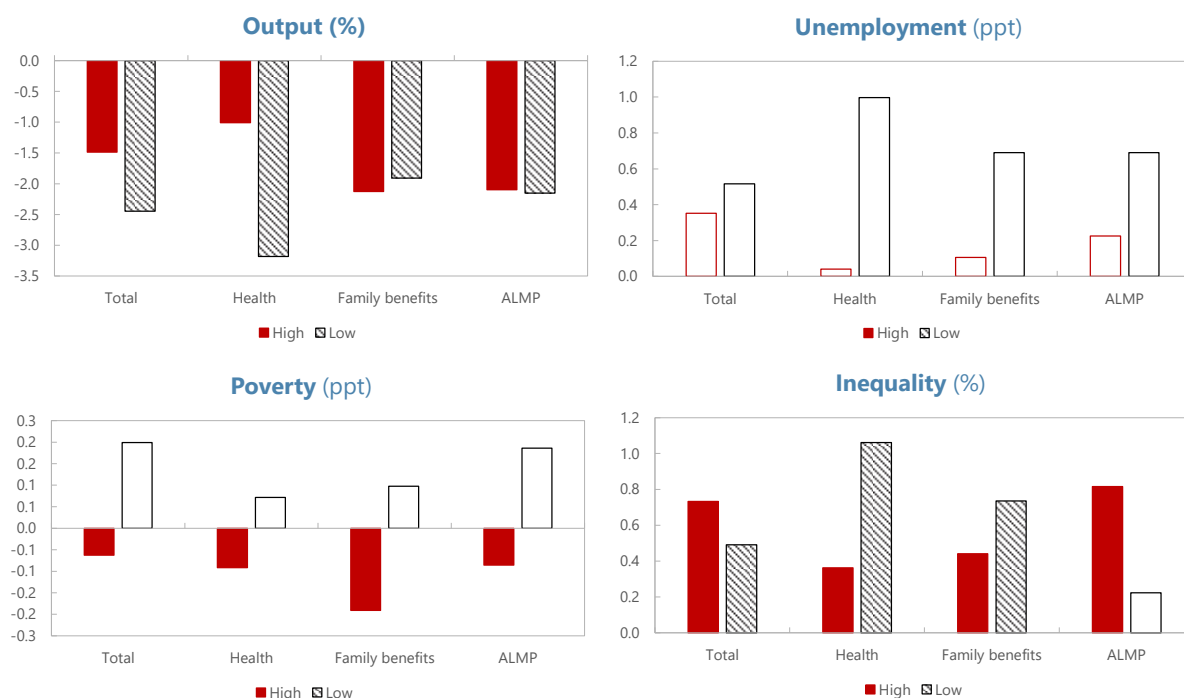 Output (%)
0.0
-0.5
-1.0
-1.5
-2.0
-2.5
-3.0
-3.5
Total Health Family benefits ALMP
High Low
Unemployment (ppt)
1.2
1.0
0.8
0.6
0.4
0.2
0.0
Total Health Family benefits ALMP
High Low
Poverty (ppt)
0.3
0.2
0.2
0.1
0.1
0.0
-0.1
-0.1
-0.2
-0.2
-0.3
Total Health Family benefits ALMP
High Low
Inequality (%)
1.2
1.0
0.8
0.6
0.4
0.2
0.0
Total Health Family benefits ALMP
High Low